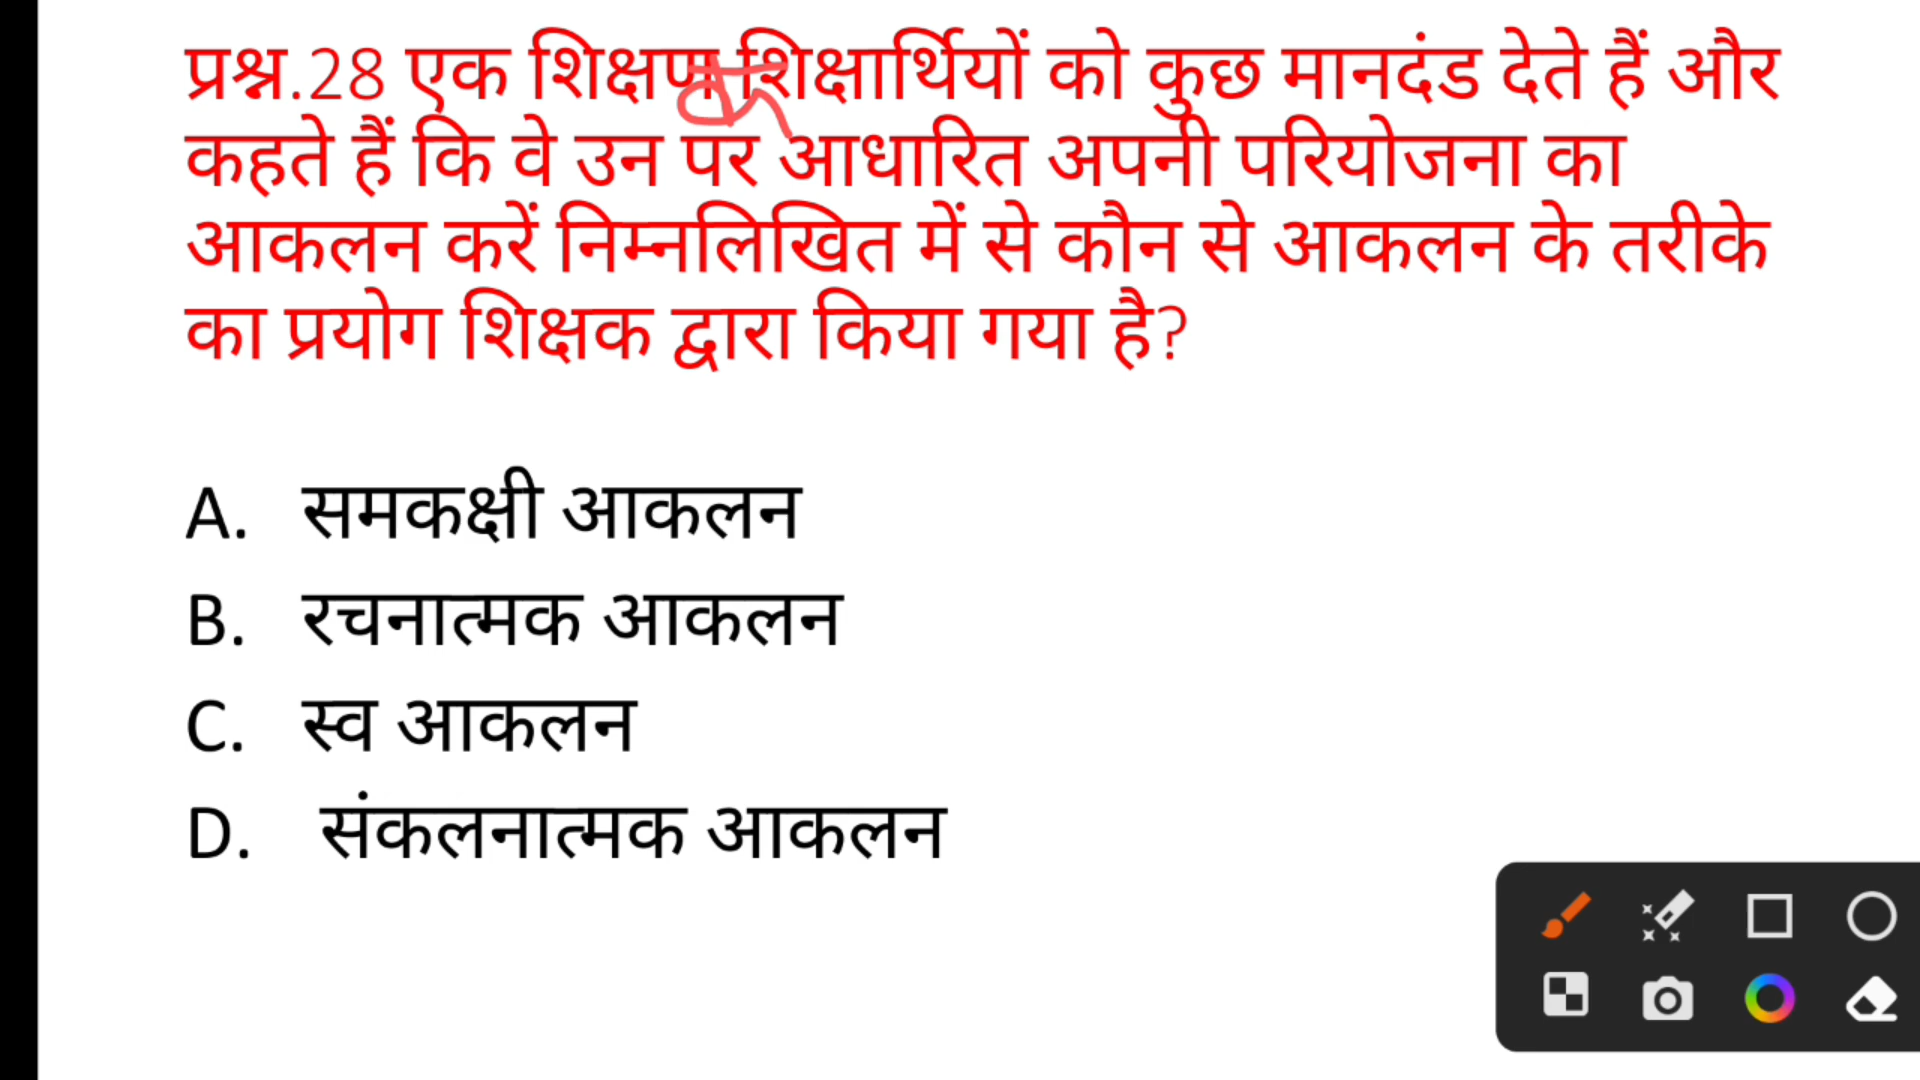 प्रश्न.28 एक शिक्षण शिक्षार्थियों को कुछ मानदंड देते हैं और
कहते हैं कि वे उन पर आधारित अपनी परियोजना का
आकलन करें निम्नलिखित में से कौन से आकलन के तरीके
का प्रयोग शिक्षक द्वारा किया गया है?
A. समकक्षी आकलन
B. रचनात्मक आकलन
C. स्व आकलन
D. संकलनात्मक आकलन